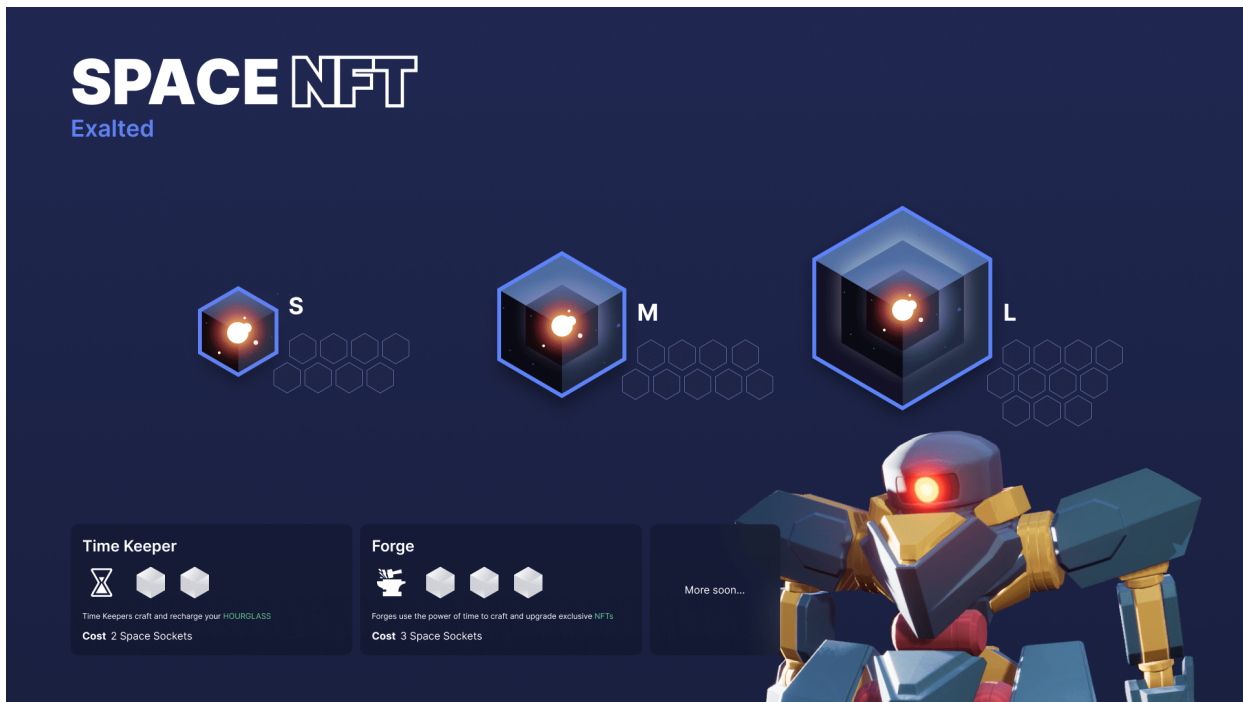 SPACE NFT
Exalted
S
M
L
Time Keeper
Time Keepers craft and recharge your HOURGLASS
Cost 2 Space Sockets
Forge
Forges use the power of time to craft and upgrade exclusive NFTs
Cost 3 Space Sockets
More soon...